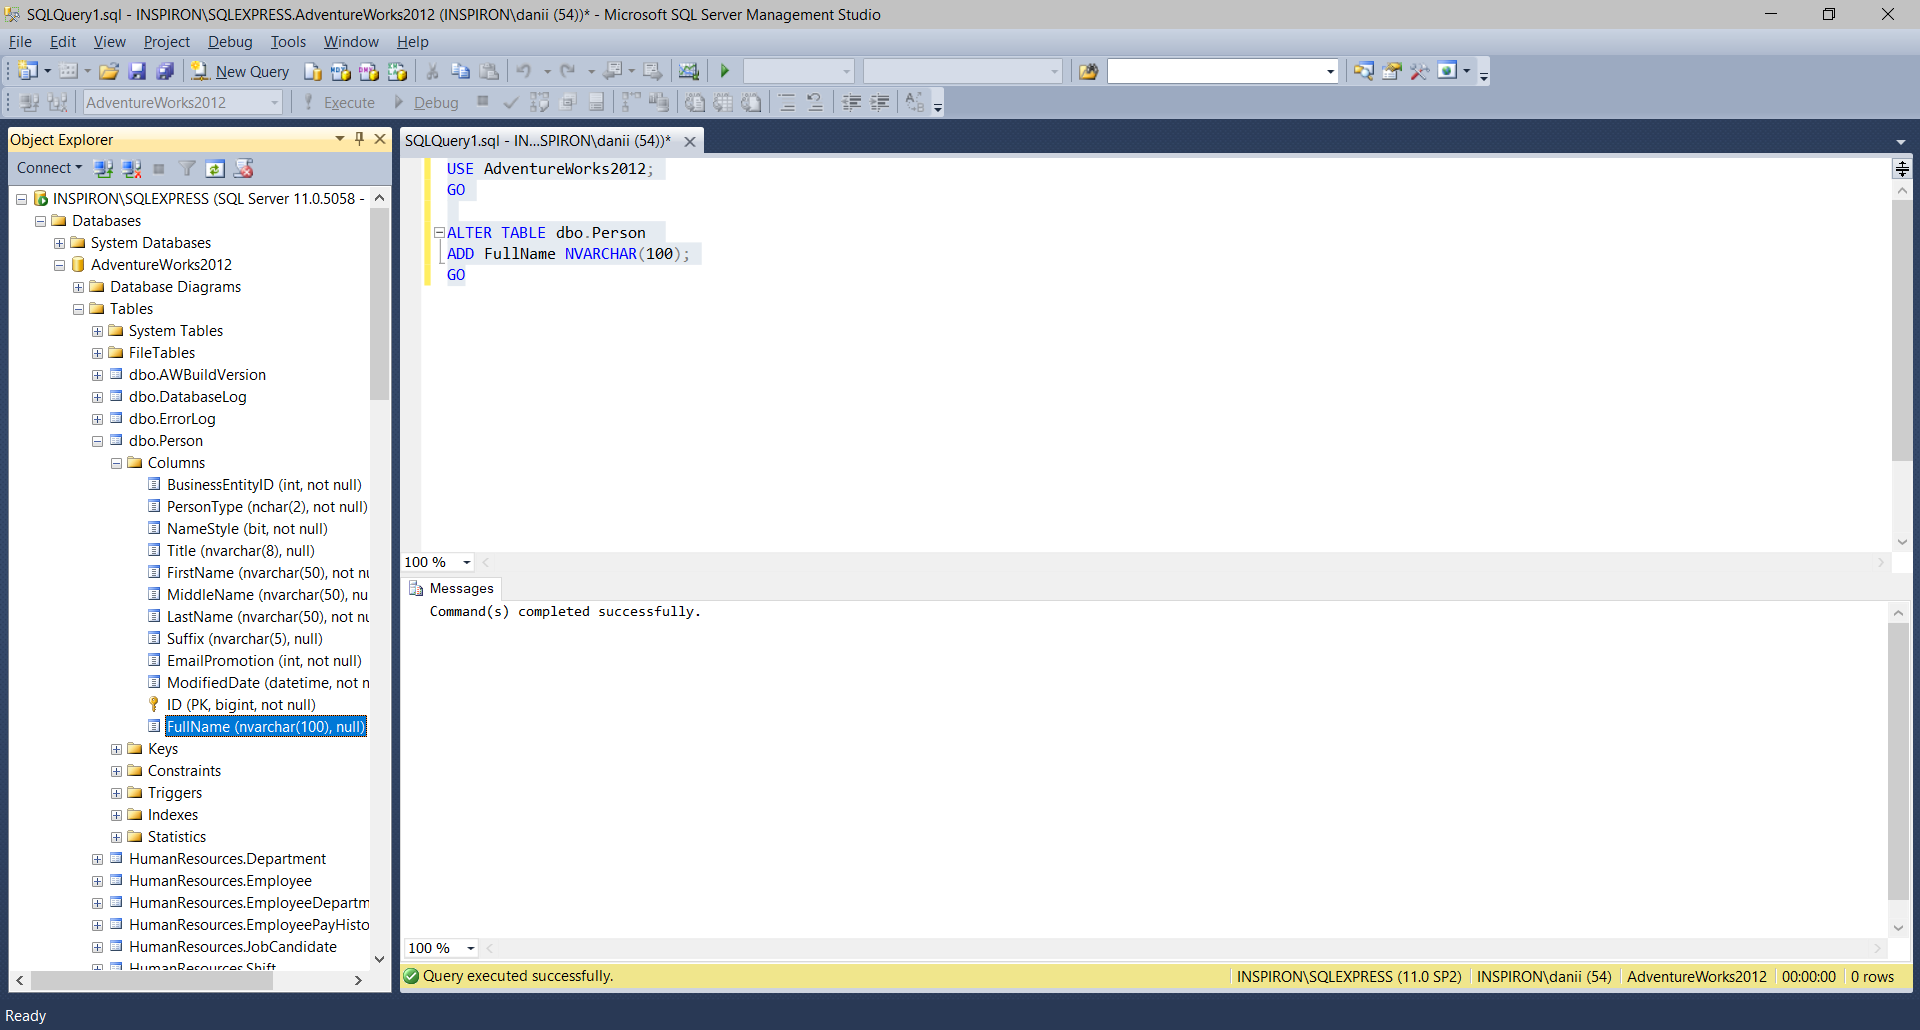 SQLQuery1.sql - INSPIRON\SQLEXPRESS.AdventureWorks2012 (INSPIRON\danii (54))* - Microsoft SQL Server Management Studio
File Edit View Project Debug Tools Window Help
New Query
AdventureWorks2012 Execute Debug
Object Explorer
Connect
INSPIRON\SQLEXPRESS (SQL Server 11.0.5058 -
Databases
System Databases
AdventureWorks2012
Database Diagrams
Tables
System Tables
FileTables
dbo.AWBuildVersion
dbo.DatabaseLog
dbo.ErrorLog
dbo.Person
Columns
BusinessEntityID (int, not null)
PersonType (nchar(2), not null)
NameStyle (bit, not null)
Title (nvarchar(8), null)
FirstName (nvarchar(50), not nu
MiddleName (nvarchar(50), nu
LastName (nvarchar(50), not nu
Suffix (nvarchar(5), null)
EmailPromotion (int, not null)
ModifiedDate (datetime, not n
ID (PK, bigint, not null)
FullName (nvarchar(100), null)
Keys
Constraints
Triggers
Indexes
Statistics
HumanResources.Department
HumanResources.Employee
HumanResources.EmployeeDepartm
HumanResources.EmployeePayHisto
HumanResources.JobCandidate
HumanResources.Shift
SQLQuery1.sql - IN...SPIRON\danii (54))*
USE AdventureWorks2012;
GO
ALTER TABLE dbo.Person
ADD FullName NVARCHAR(100);
GO
100 %
Messages
Command(s) completed successfully.
100 %
Query executed successfully. INSPIRON\SQLEXPRESS (11.0 SP2) INSPIRON\danii (54) AdventureWorks2012 00:00:00 0 rows
Ready